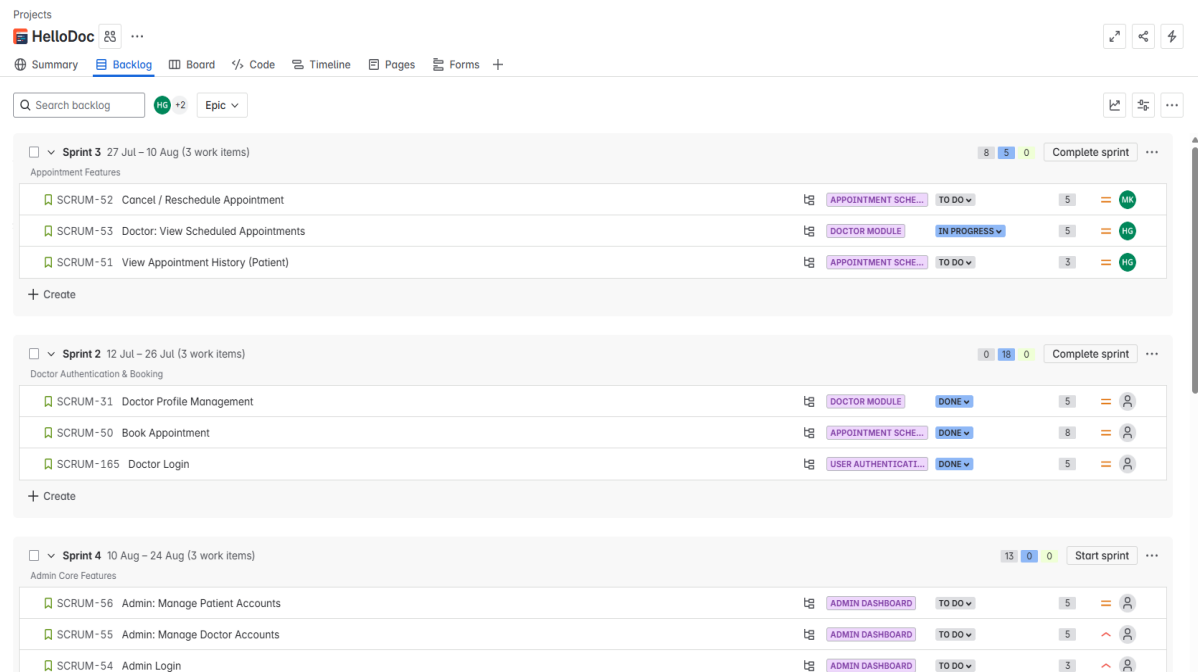 Projects
HelloDoc
Summary Backlog Board Code Timeline Pages Forms
Search backlog HG +2 Epic
Sprint 3 27 Jul – 10 Aug (3 work items) 8 5 0 Complete sprint
Appointment Features
SCRUM-52 Cancel / Reschedule Appointment APPOINTMENT SCHE... TO DO 5 MK
SCRUM-53 Doctor: View Scheduled Appointments DOCTOR MODULE IN PROGRESS 5 HG
SCRUM-51 View Appointment History (Patient) APPOINTMENT SCHE... TO DO 3 HG
Create
Sprint 2 12 Jul – 26 Jul (3 work items) 0 18 0 Complete sprint
Doctor Authentication & Booking
SCRUM-31 Doctor Profile Management DOCTOR MODULE DONE 5
SCRUM-50 Book Appointment APPOINTMENT SCHE... DONE 8
SCRUM-165 Doctor Login USER AUTHENTICATI... DONE 5
Create
Sprint 4 10 Aug – 24 Aug (3 work items) 13 0 0 Start sprint
Admin Core Features
SCRUM-56 Admin: Manage Patient Accounts ADMIN DASHBOARD TO DO 5
SCRUM-55 Admin: Manage Doctor Accounts ADMIN DASHBOARD TO DO 5
SCRUM-54 Admin Login ADMIN DASHBOARD TO DO 3